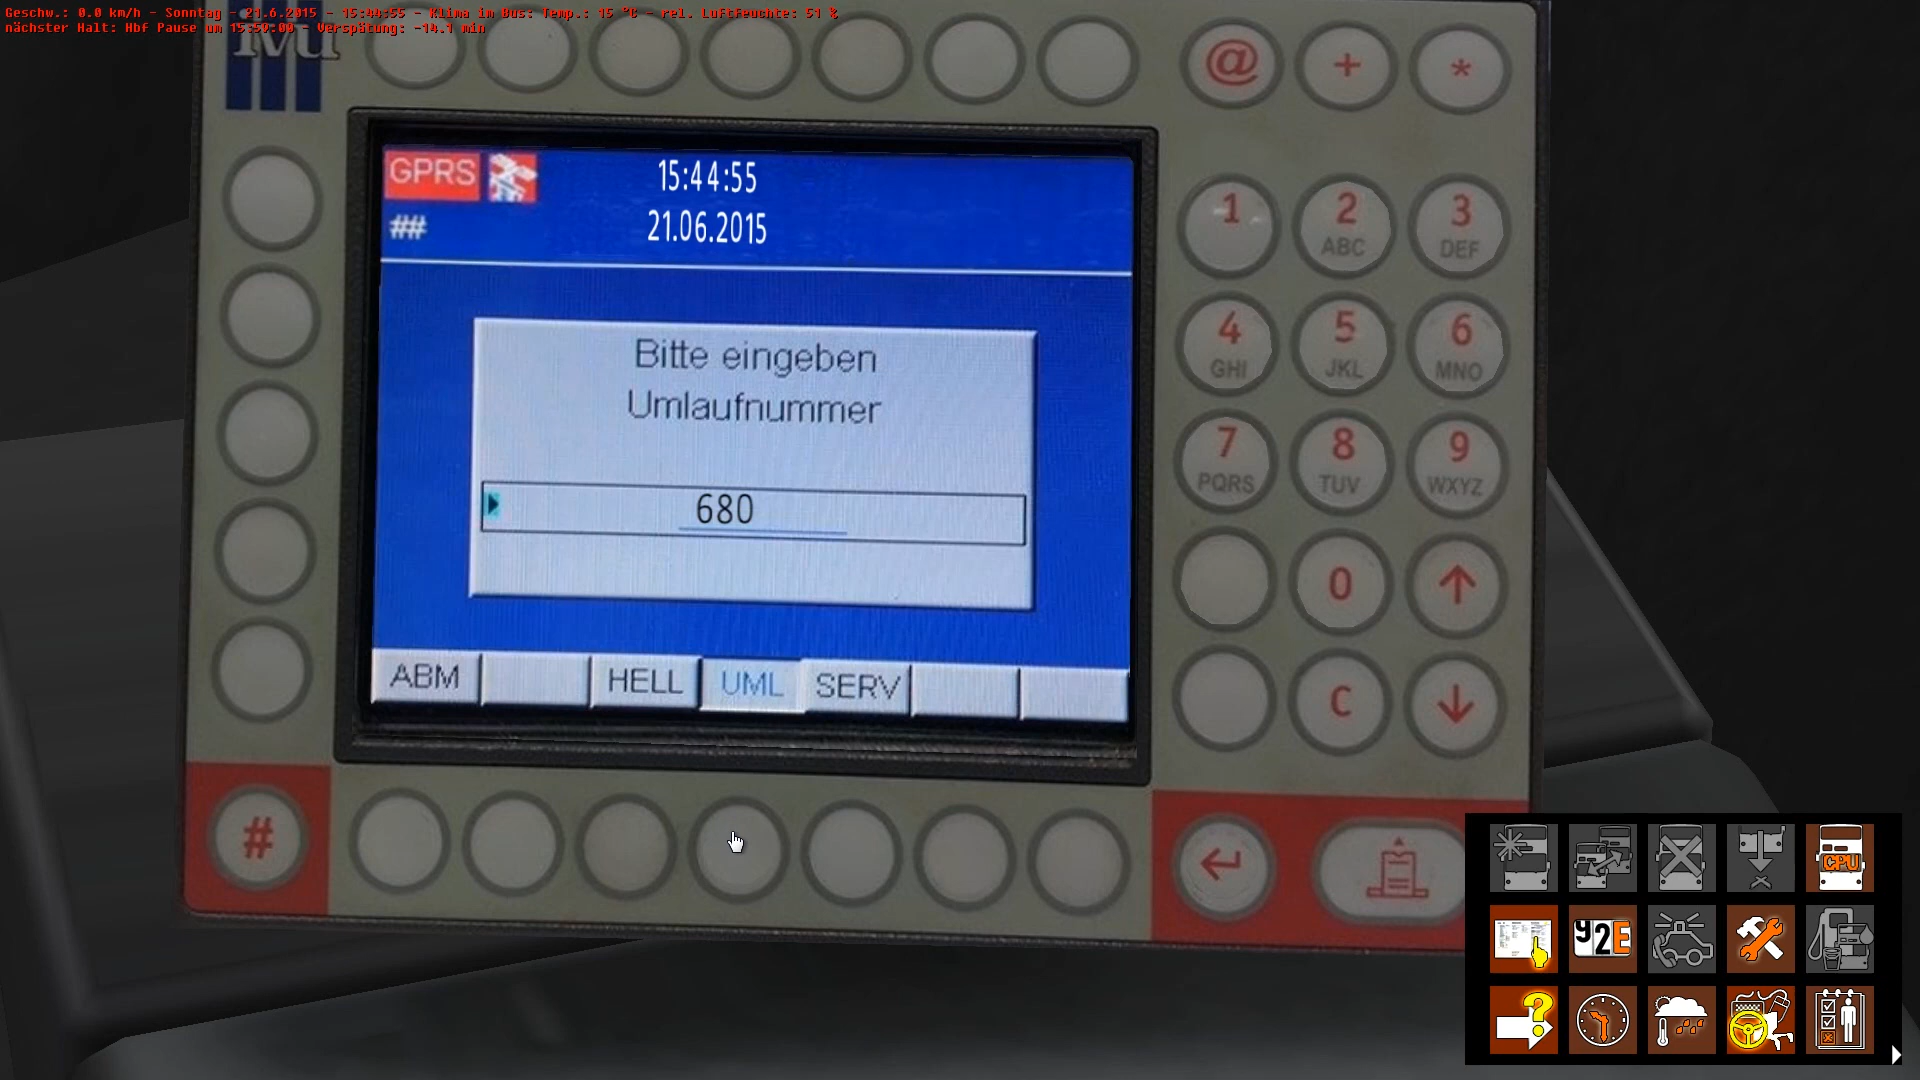 Geschw.: 0.0 km/h - Sonntag - 21.6.2015 - 15:44:55 - Klima im Bus: Temp.: 15 °C - rel. Luftfeuchte: 51 %
nächster Halt: Hbf Pause um 15:59:00 - Verspätung: -14.1 min
ivu
@ + *
GPRS
15:44:55
##
21.06.2015
Bitte eingeben
Umlaufnummer
680
ABM HELL UML SERV
1 2 3
ABC DEF
4 5 6
GHI JKL MNO
7 8 9
PQRS TUV WXYZ
0
C
#
CPU
92E
?